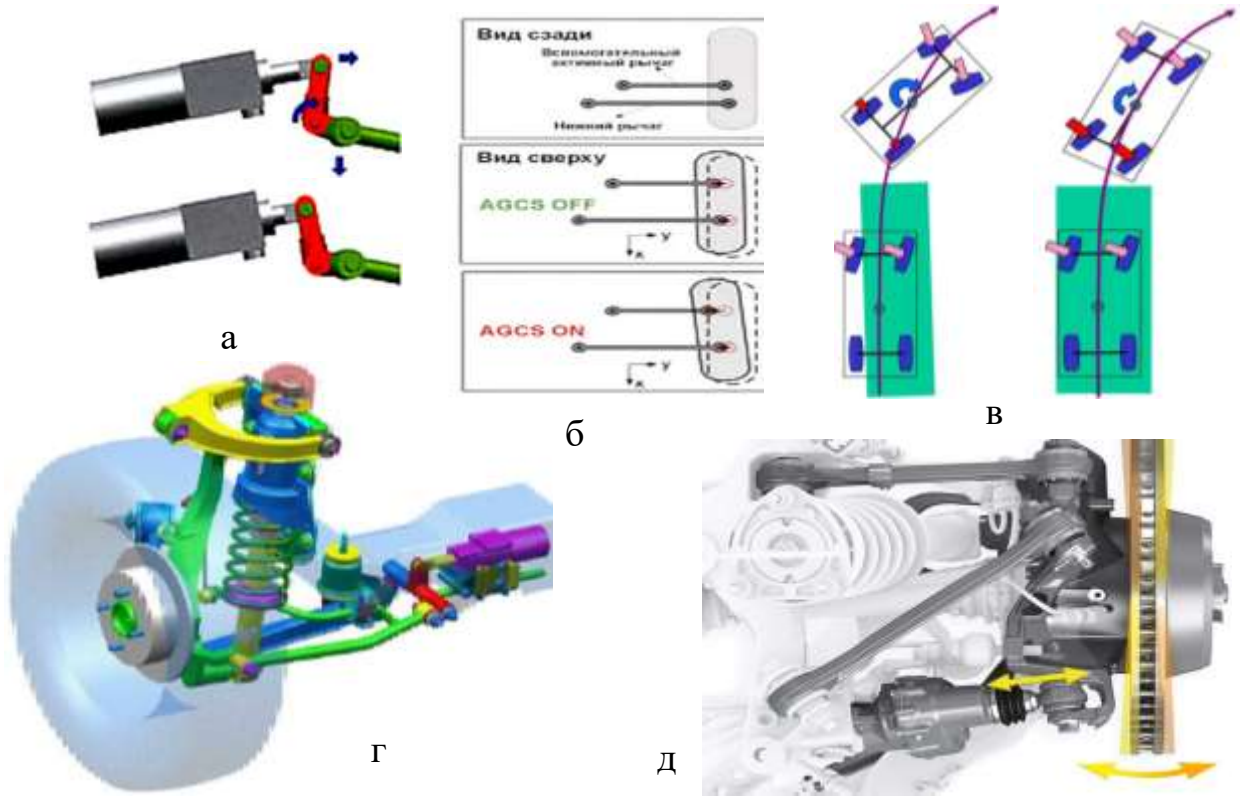 Вид сзади
Вспомогательный
активный рычаг
Нижний рычаг
Вид сверху
AGCS OFF
y
x
AGCS ON
y
x
а
б
в
г
д